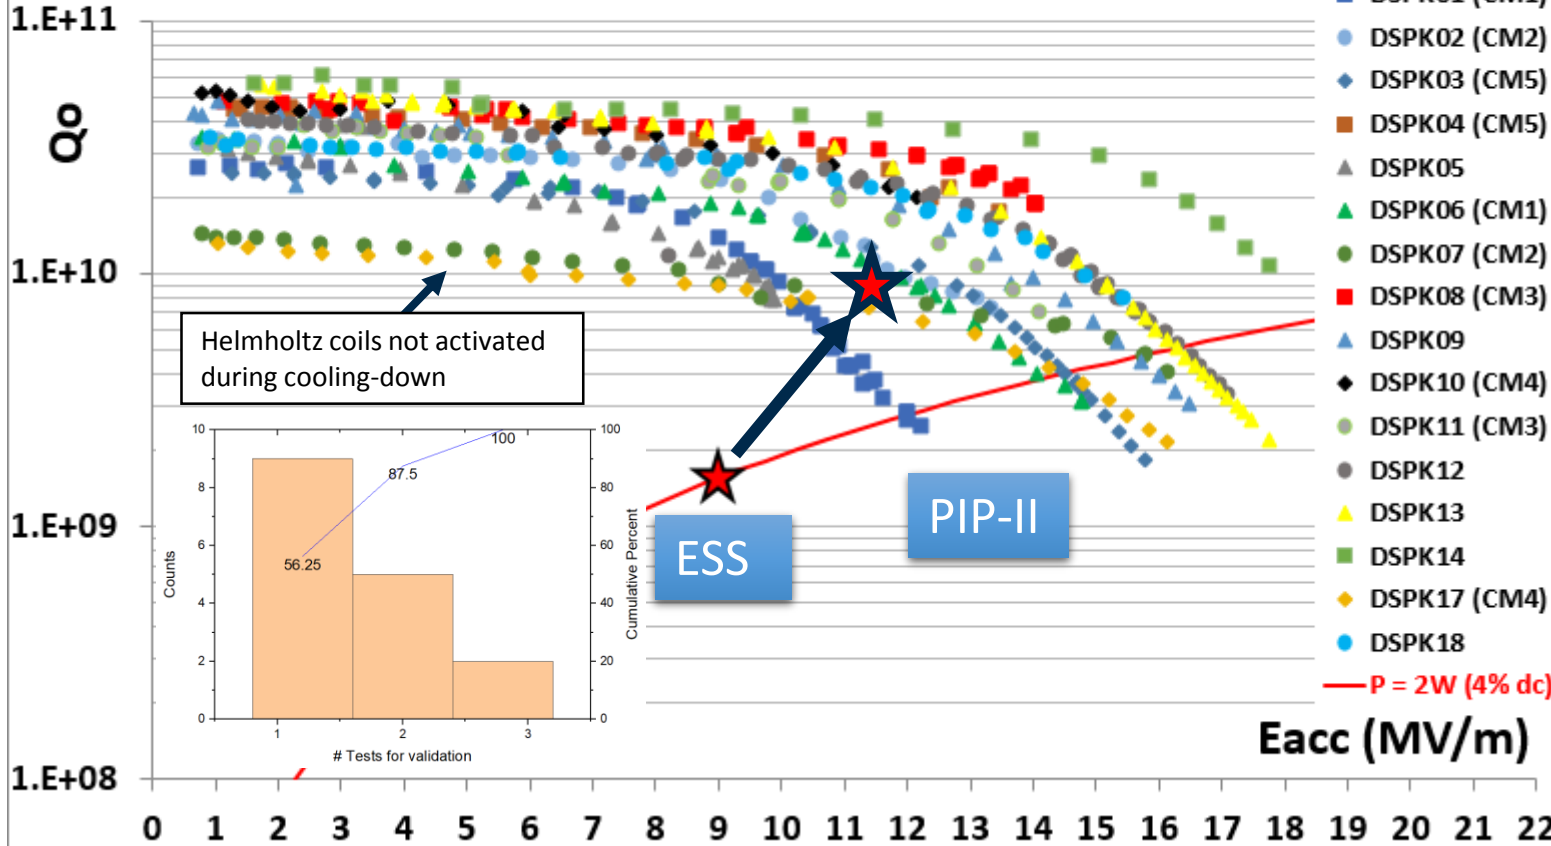 1.E+11
Qo
1.E+10
1.E+09
1.E+08
Helmholtz coils not activated
during cooling-down
10
8
6
4
2
0
Counts
100
80
60
40
20
0
Cumulative Percent
56.25
87.5
100
1 2 3
# Tests for validation
ESS
PIP-II
DSPK01 (CM1)
DSPK02 (CM2)
DSPK03 (CM5)
DSPK04 (CM5)
DSPK05
DSPK06 (CM1)
DSPK07 (CM2)
DSPK08 (CM3)
DSPK09
DSPK10 (CM4)
DSPK11 (CM3)
DSPK12
DSPK13
DSPK14
DSPK17 (CM4)
DSPK18
P = 2W (4% dc)
Eacc (MV/m)
0 1 2 3 4 5 6 7 8 9 10 11 12 13 14 15 16 17 18 19 20 21 22